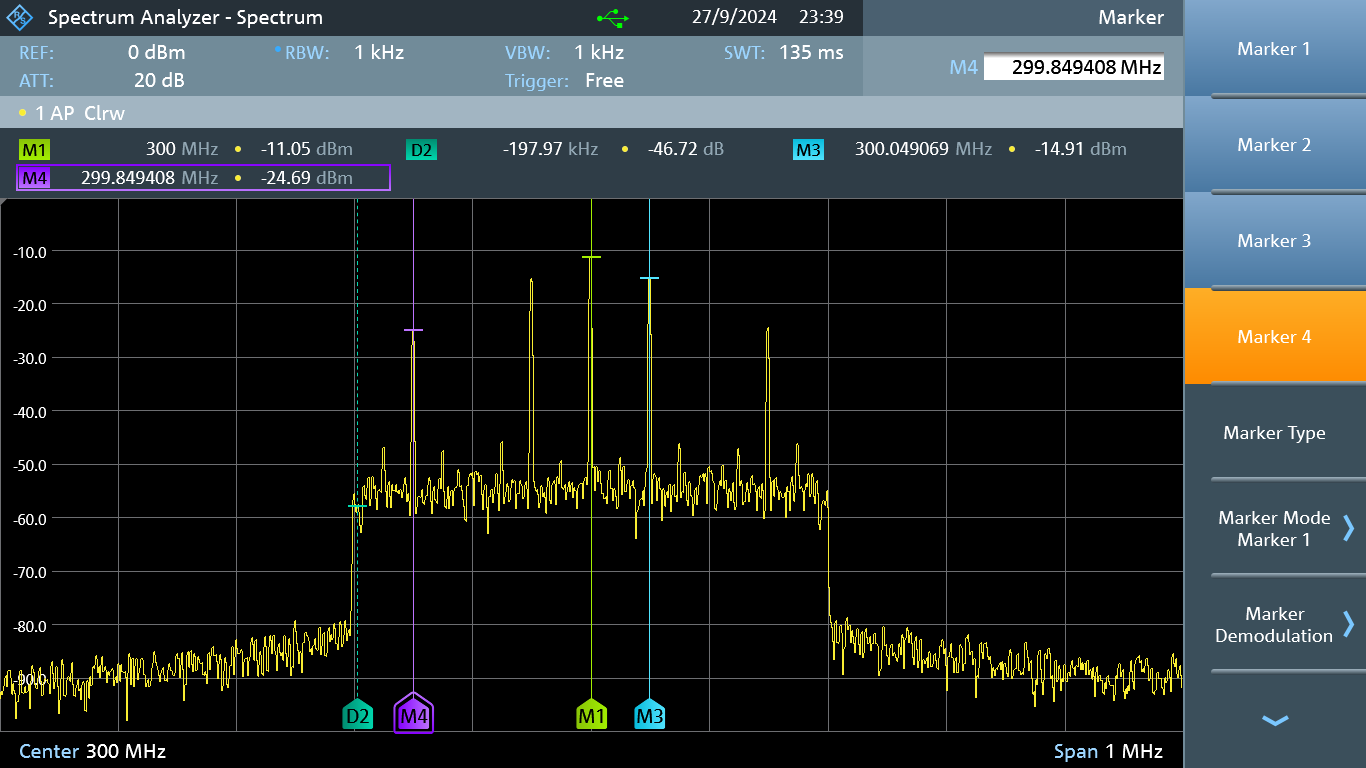 Spectrum Analyzer - Spectrum 27/9/2024 23:39 Marker
REF: 0 dBm RBW: 1 kHz VBW: 1 kHz SWT: 135 ms
ATT: 20 dB Trigger: Free
M4 299.849408 MHz
1 AP Clrw
M1 300 MHz -11.05 dBm D2 -197.97 kHz -46.72 dB M3 300.049069 MHz -14.91 dBm
M4 299.849408 MHz -24.69 dBm
-10.0
-20.0
-30.0
-40.0
-50.0
-60.0
-70.0
-80.0
-90.0
D2 M4 M1 M3
Center 300 MHz Span 1 MHz
Marker 1
Marker 2
Marker 3
Marker 4
Marker Type
Marker Mode
Marker 1
Marker
Demodulation